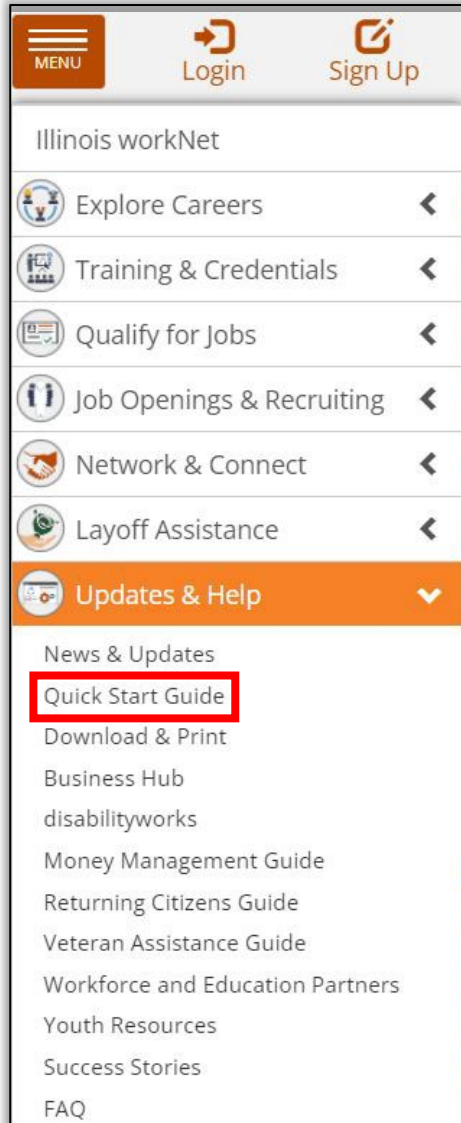 MENU
Login
Sign Up
Illinois workNet
Explore Careers
Training & Credentials
Qualify for Jobs
Job Openings & Recruiting
Network & Connect
Layoff Assistance
Updates & Help
News & Updates
Quick Start Guide
Download & Print
Business Hub
disabilityworks
Money Management Guide
Returning Citizens Guide
Veteran Assistance Guide
Workforce and Education Partners
Youth Resources
Success Stories
FAQ